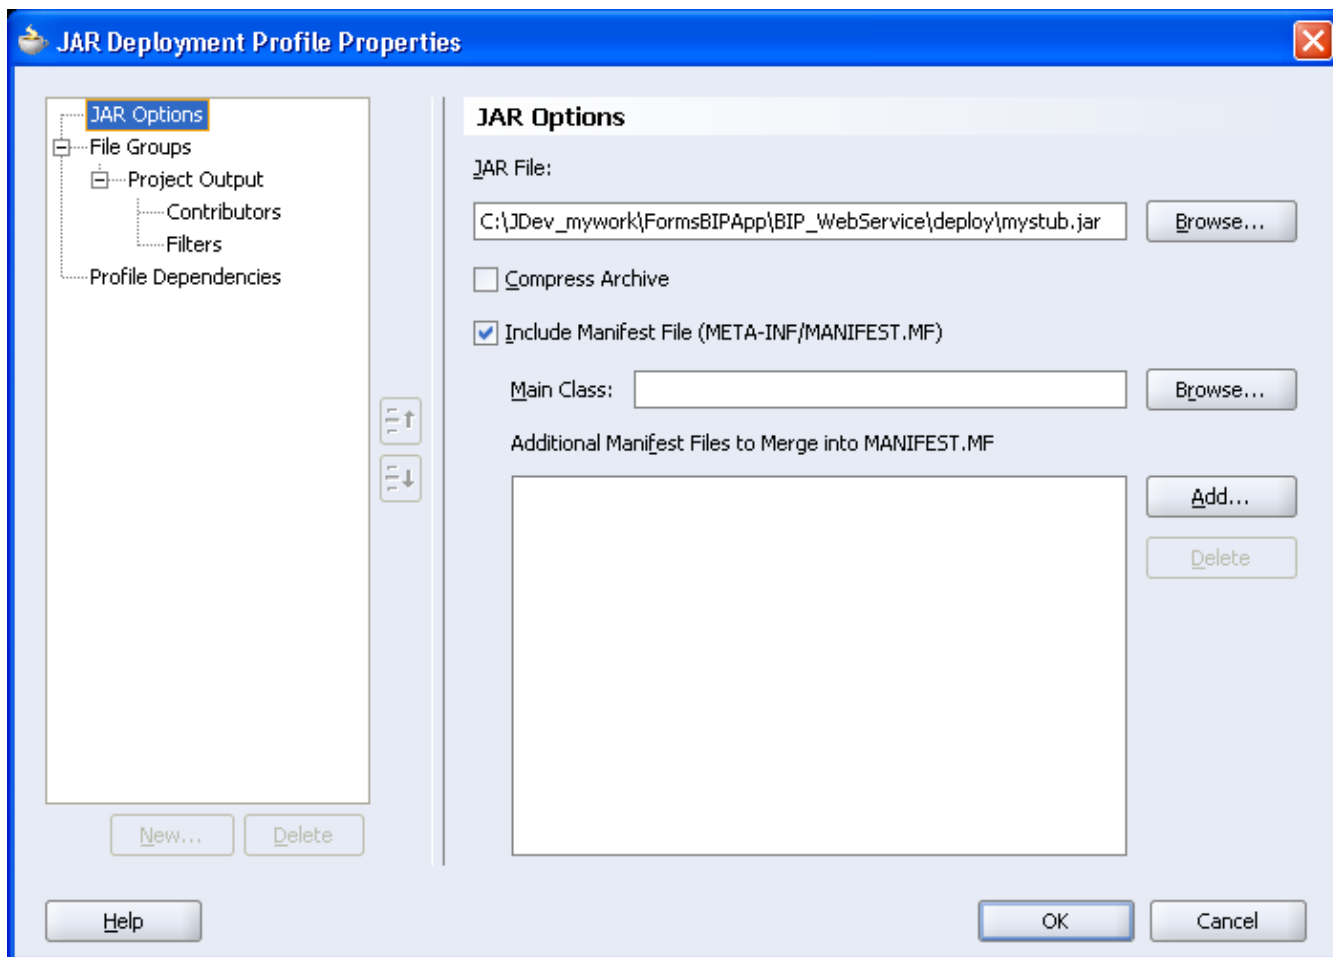 JAR Deployment Profile Properties
JAR Options
File Groups
Project Output
Contributors
Filters
Profile Dependencies
New...
Delete
JAR Options
JAR File:
C:\JDev_mywork\FormsBIPApp\BIP_WebService\deploy\mystub.jar
Browse...
Compress Archive
Include Manifest File (META-INF/MANIFEST.MF)
Main Class:
Browse...
Additional Manifest Files to Merge into MANIFEST.MF
Add...
Delete
Help
OK
Cancel